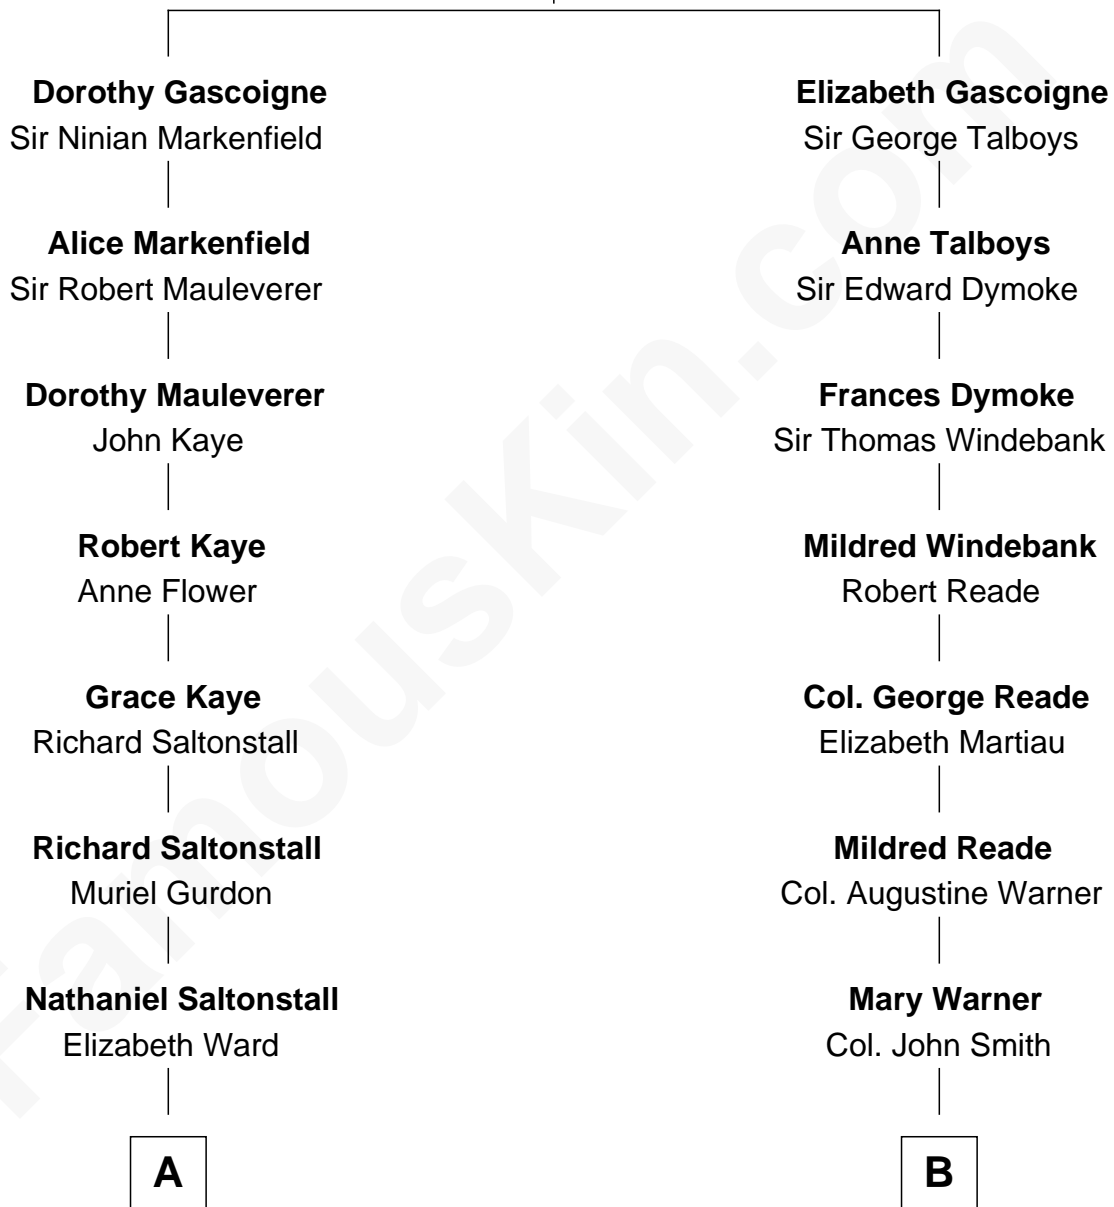 Dorothy Gascoigne
Sir Ninian Markenfield
Alice Markenfield
Sir Robert Mauleverer
Dorothy Mauleverer
John Kaye
Robert Kaye
Anne Flower
Grace Kaye
Richard Saltonstall
Richard Saltonstall
Muriel Gurdon
Nathaniel Saltonstall
Elizabeth Ward
A
Elizabeth Gascoigne
Sir George Talboys
Anne Talboys
Sir Edward Dymoke
Frances Dymoke
Sir Thomas Windebank
Mildred Windebank
Robert Reade
Col. George Reade
Elizabeth Martiau
Mildred Reade
Col. Augustine Warner
Mary Warner
Col. John Smith
B
FamousKin.com